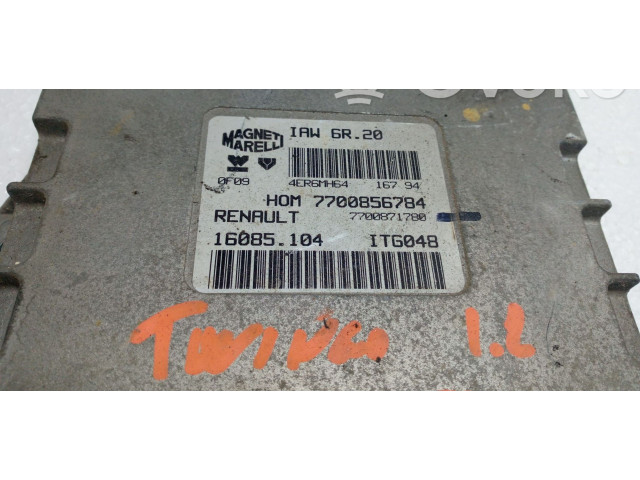 MAGNETI MARELLI
IAW 6R.20
0F09 4ER6MH64 167 94
HOM 7700856784
RENAULT 7700871780
16085.104 ITG048
TWINGO 1.2